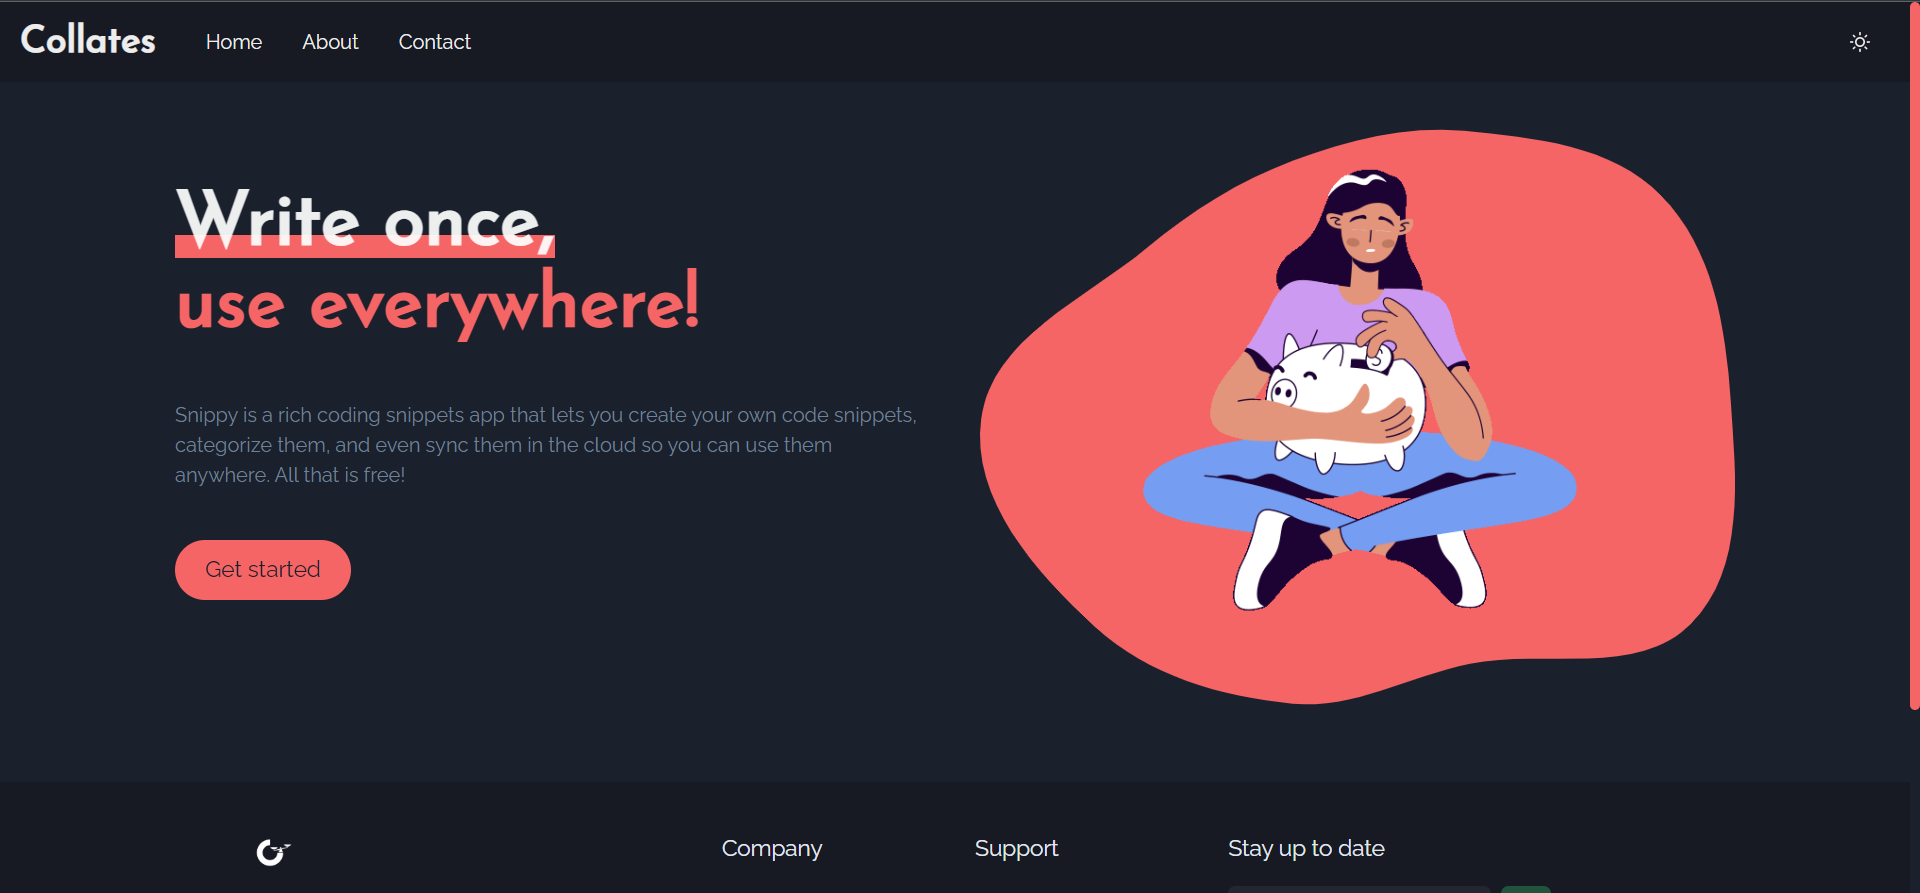 Collates
Home
About
Contact
Write once,
use everywhere!
Snippy is a rich coding snippets app that lets you create your own code snippets,
categorize them, and even sync them in the cloud so you can use them
anywhere. All that is free!
Get started
Company
Support
Stay up to date